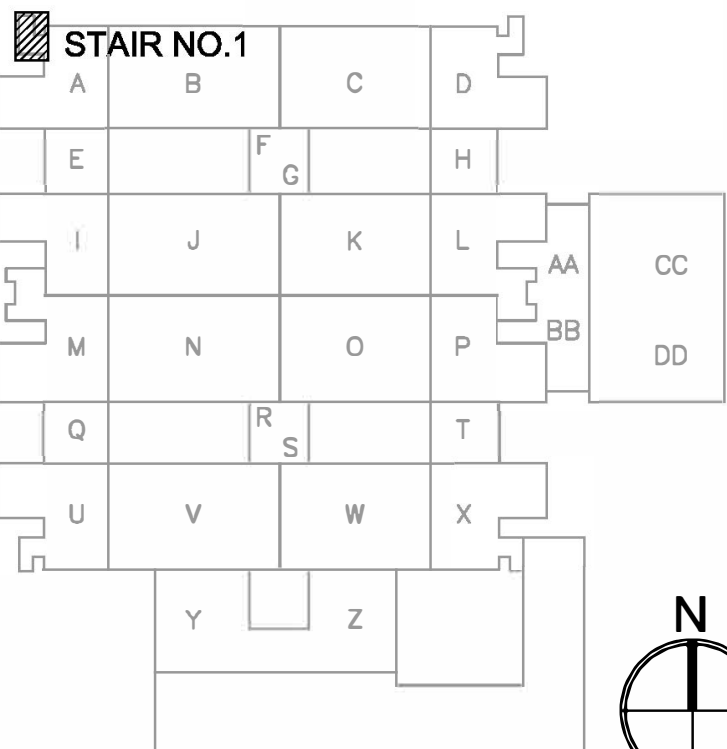 STAIR NO.1
A B C D
E F G H
I J K L AA CC
M N O P BB DD
Q R S T
U V W X
Y Z
N